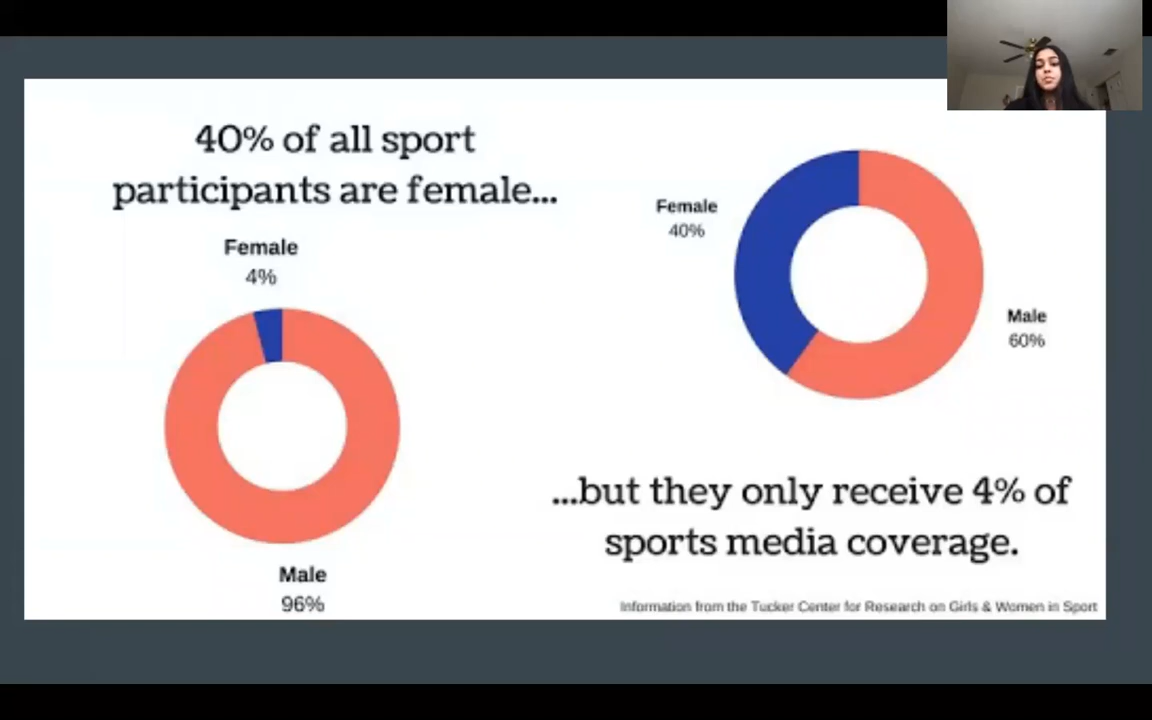 40% of all sport
participants are female...
Female
4%
Male
96%
Female
40%
Male
60%
...but they only receive 4% of
sports media coverage.
Information from the Tucker Center for Research on Girls & Women in Sport